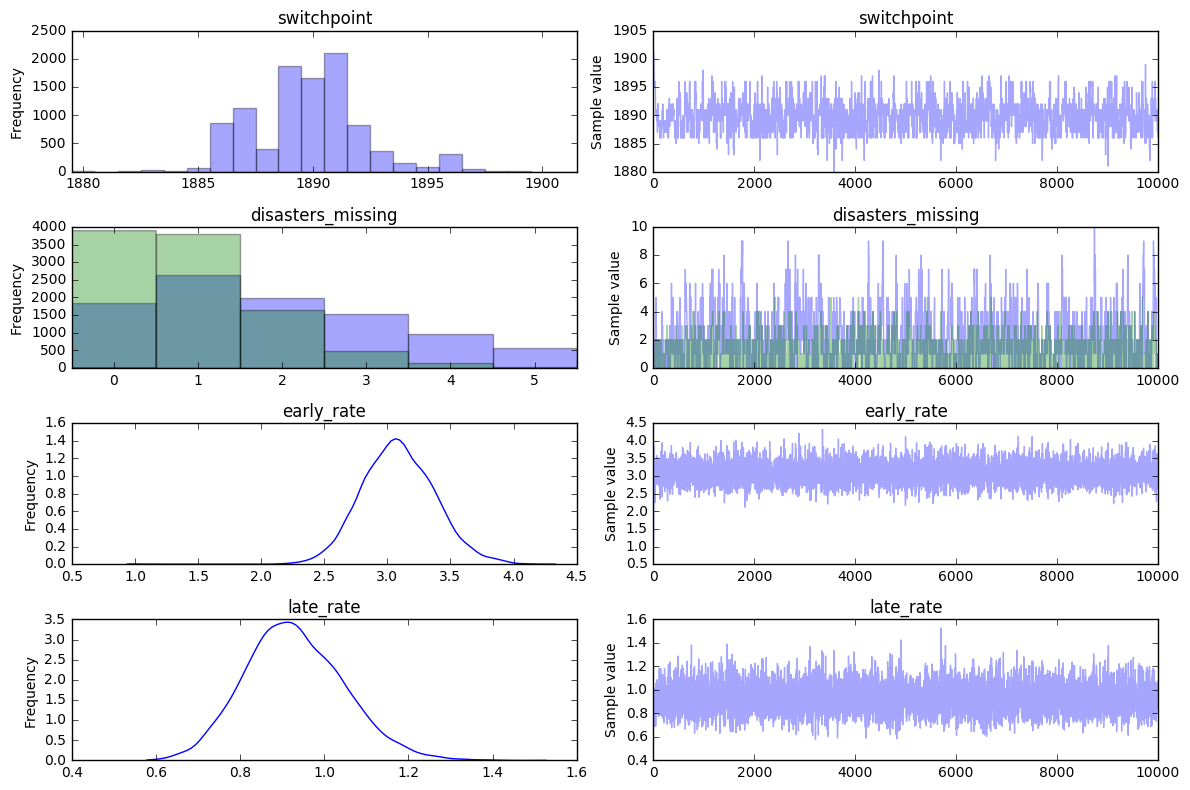 switchpoint
switchpoint
2500
2000
1500
1000
500
0
Frequency
1880 1885 1890 1895 1900
1905
1900
1895
1890
1885
1880
Sample value
0 2000 4000 6000 8000 10000
disasters_missing
disasters_missing
4000
3500
3000
2500
2000
1500
1000
500
0
Frequency
0 1 2 3 4 5
10
8
6
4
2
0
Sample value
0 2000 4000 6000 8000 10000
early_rate
early_rate
1.6
1.4
1.2
1.0
0.8
0.6
0.4
0.2
0.0
Frequency
0.5 1.0 1.5 2.0 2.5 3.0 3.5 4.0 4.5
4.5
4.0
3.5
3.0
2.5
2.0
1.5
1.0
0.5
Sample value
0 2000 4000 6000 8000 10000
late_rate
late_rate
3.5
3.0
2.5
2.0
1.5
1.0
0.5
0.0
Frequency
0.4 0.6 0.8 1.0 1.2 1.4 1.6
1.6
1.4
1.2
1.0
0.8
0.6
0.4
Sample value
0 2000 4000 6000 8000 10000